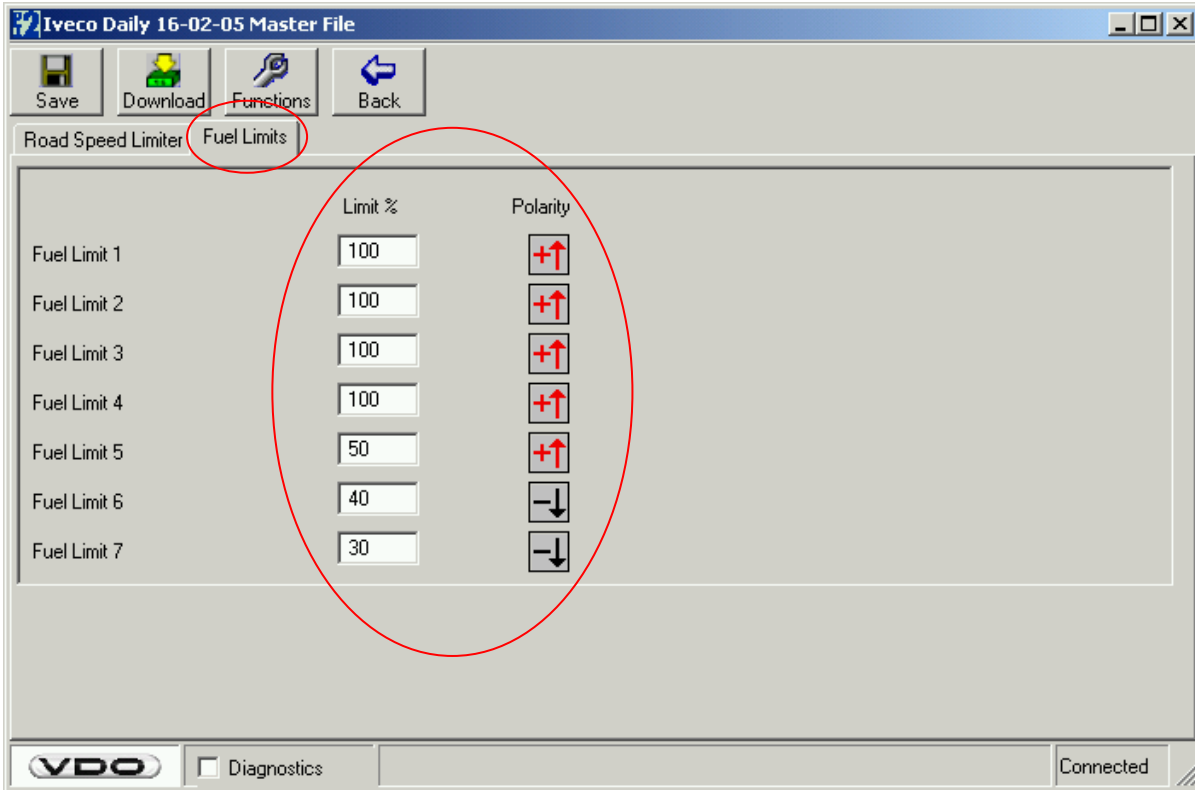 Iveco Daily 16-02-05 Master File
Save Download Functions Back
Road Speed Limiter Fuel Limits
Limit % Polarity
Fuel Limit 1 100 +
Fuel Limit 2 100 +
Fuel Limit 3 100 +
Fuel Limit 4 100 +
Fuel Limit 5 50 +
Fuel Limit 6 40 −
Fuel Limit 7 30 −
VDO Diagnostics Connected